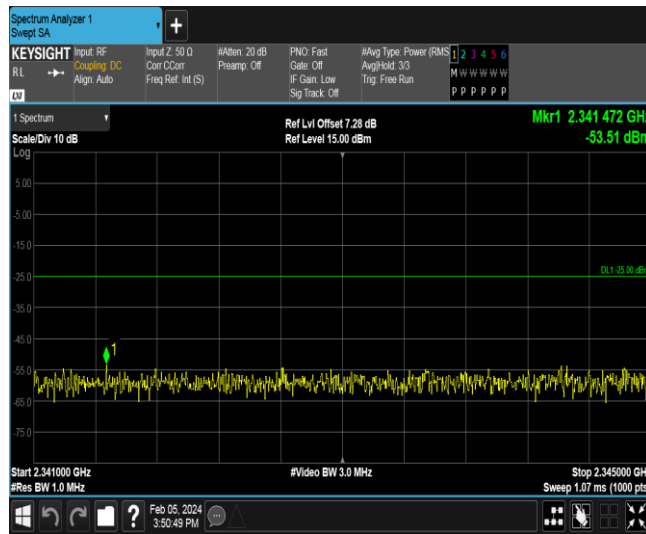 Spectrum Analyzer 1
Swept SA
+
KEYSIGHT
RL
LXI
Input: RF
Coupling: DC
Align: Auto
Input Z: 50 Ω
Corr CCorr
Freq Ref: Int (S)
#Atten: 20 dB
Preamp: Off
PNO: Fast
Gate: Off
IF Gain: Low
Sig Track: Off
#Avg Type: Power (RMS
Avg|Hold: 3/3
Trig: Free Run
1 2 3 4 5 6
M W W W W W
P P P P P P
1 Spectrum
Scale/Div 10 dB
Log
Ref Lvl Offset 7.28 dB
Ref Level 15.00 dBm
Mkr1 2.341 472 GH
-53.51 dBm
5.00
-5.00
-15.0
-25.0
DL1 -25.00 dBm
-35.0
-45.0
1
-55.0
-65.0
-75.0
Start 2.341000 GHz
#Res BW 1.0 MHz
#Video BW 3.0 MHz
Stop 2.345000 GH
Sweep 1.07 ms (1000 pts
?
Feb 05, 2024
3:50:49 PM